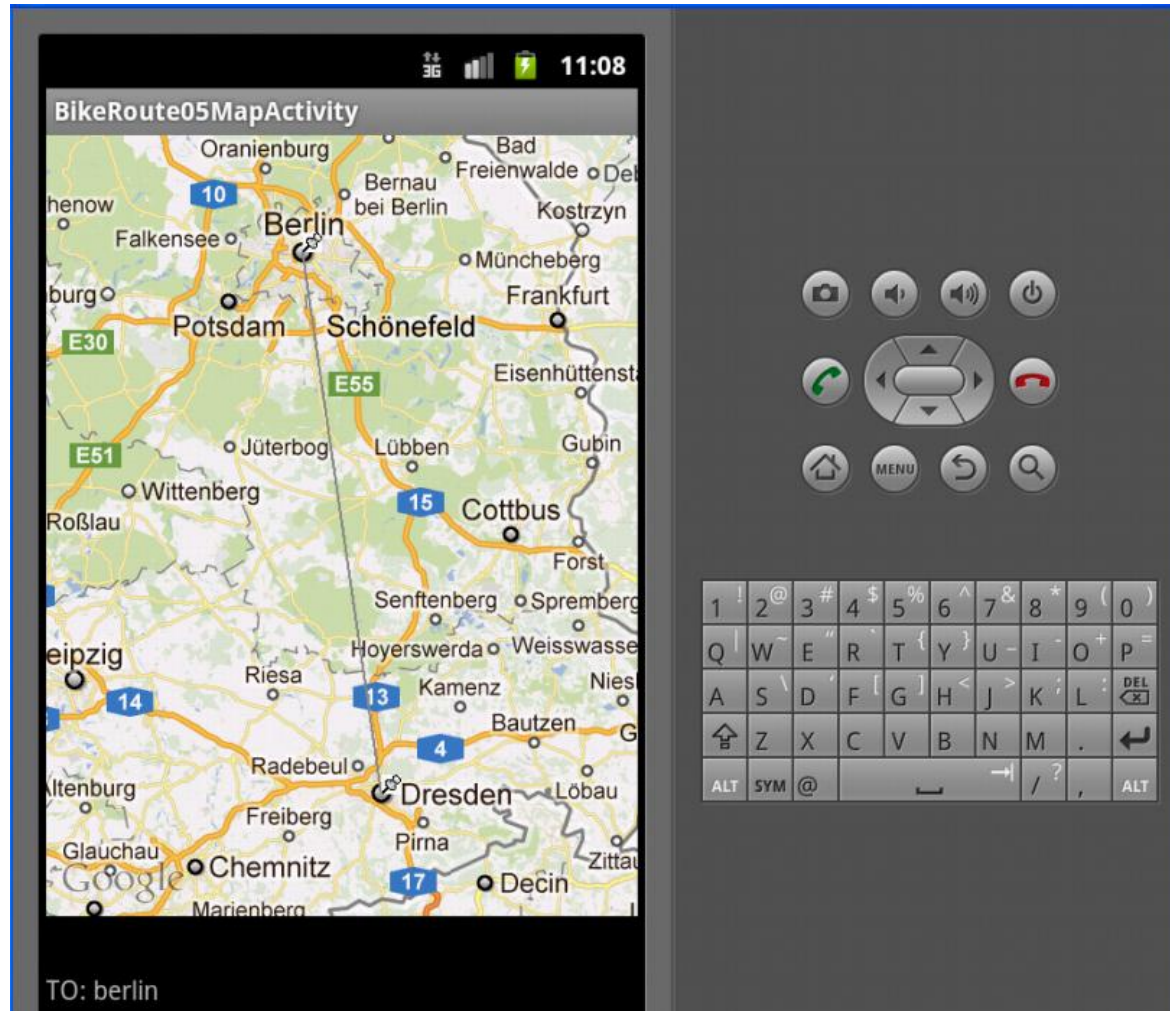 3G 11:08
BikeRoute05MapActivity
Oranienburg
Bad
Freienwalde
Bernau
bei Berlin
10
henow
Kostrzyn
Berlin
Falkensee
Müncheberg
burg
Frankfurt
Potsdam
Schönefeld
E30
E55
Eisenhüttenst
Jüterbog
Lübben
Gubin
E51
Wittenberg
15
Cottbus
Roßlau
Forst
Senftenberg
Spremberg
Hoyerswerda
Weisswasse
eipzig
Riesa
13
Kamenz
Nies
14
Bautzen
4
G
Radebeul
Altenburg
Dresden
Löbau
Freiberg
Pirna
Glauchau
Chemnitz
Zittau
Google
17
Decin
Marienberg
TO: berlin
MENU
1 ! 2 @ 3 # 4 $ 5 % 6 ^ 7 & 8 * 9 ( 0 )
Q | W ~ E " R ` T { Y } U _ I - O + P =
A S \ D ' F [ G ] H < J > K ; L : DEL
Z X C V B N M .
ALT SYM @ / ? , ALT